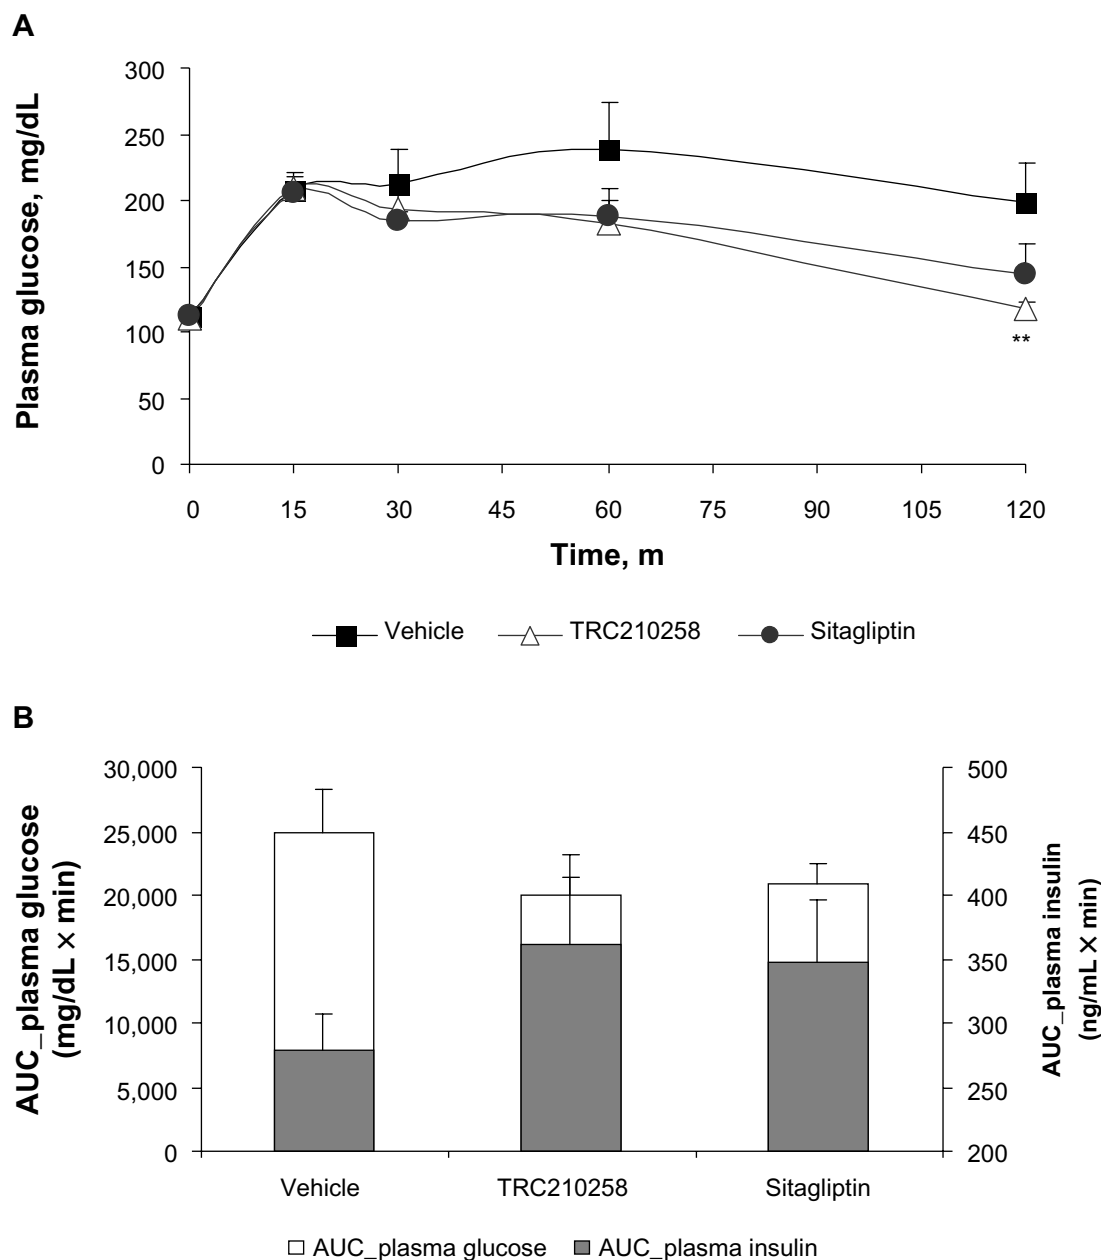 A
Plasma glucose, mg/dL
300
250
200
150
100
50
0
**
0 15 30 45 60 75 90 105 120
Time, m
Vehicle TRC210258 Sitagliptin
B
AUC_plasma glucose
(mg/dL × min)
30,000
25,000
20,000
15,000
10,000
5,000
0
500
450
400
350
300
250
200
AUC_plasma insulin
(ng/mL × min)
Vehicle TRC210258 Sitagliptin
AUC_plasma glucose AUC_plasma insulin